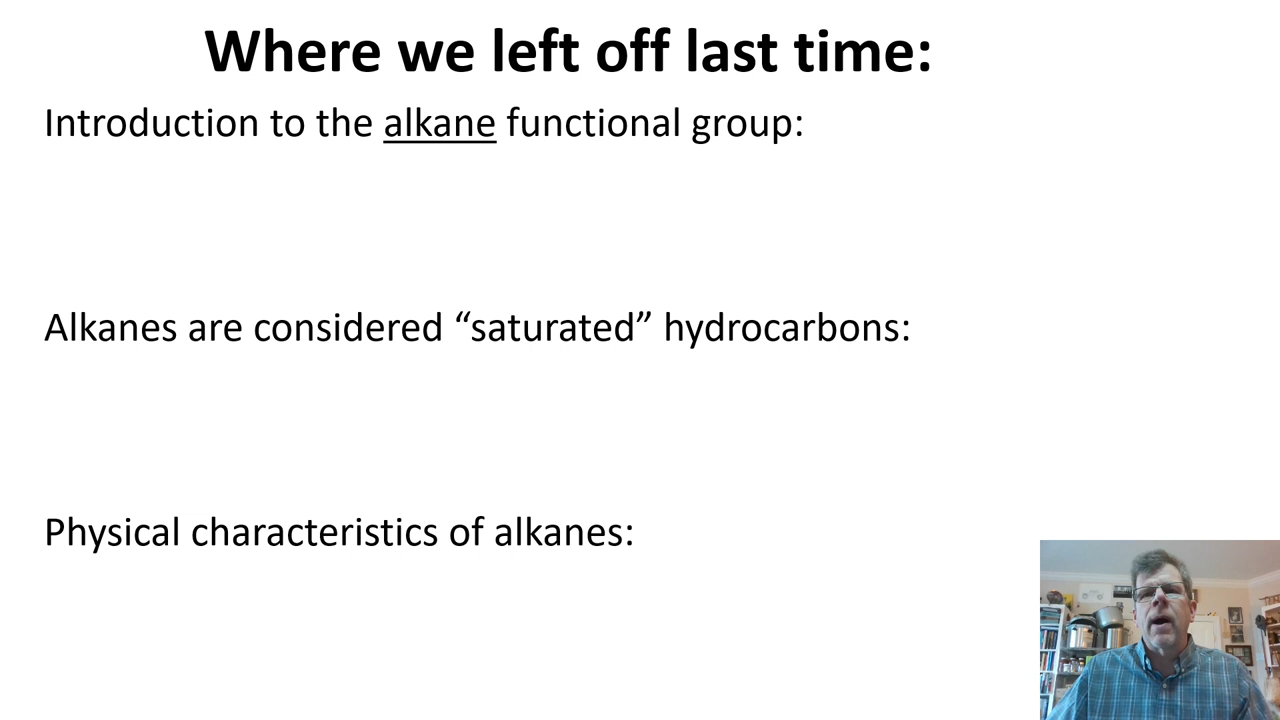 Where we left off last time:
Introduction to the alkane functional group:
Alkanes are considered “saturated” hydrocarbons:
Physical characteristics of alkanes: